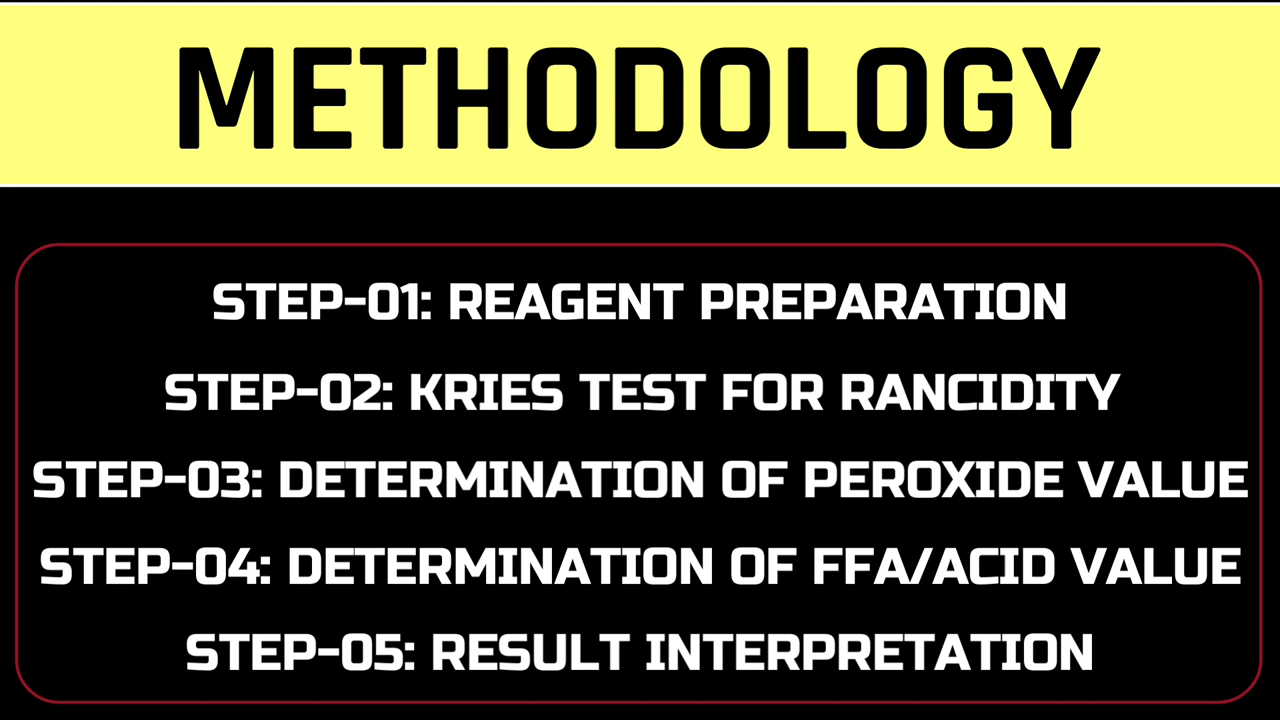 METHODOLOGY
STEP-01: REAGENT PREPARATION
STEP-02: KRIES TEST FOR RANCIDITY
STEP-03: DETERMINATION OF PEROXIDE VALUE
STEP-04: DETERMINATION OF FFA/ACID VALUE
STEP-05: RESULT INTERPRETATION